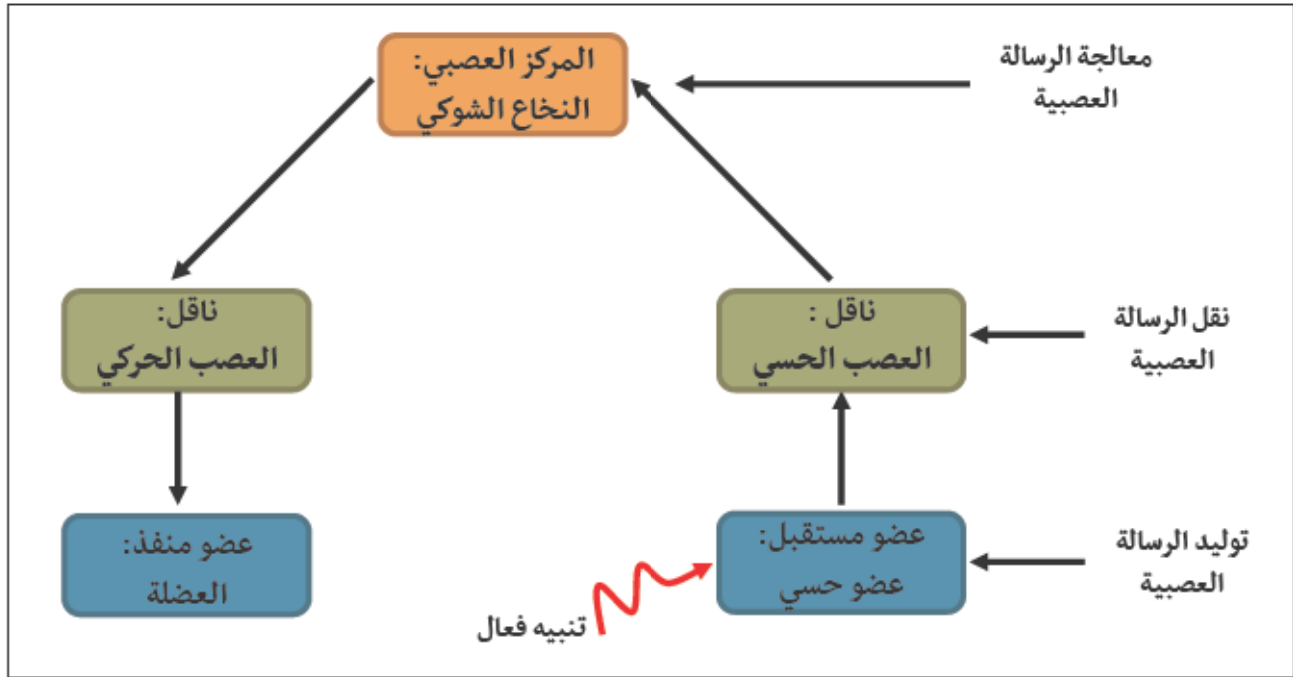 معالجة الرسالة
العصبية
المركز العصبي:
النخاع الشوكي
نقل الرسالة
العصبية
ناقل :
العصب الحسي
ناقل:
العصب الحركي
توليد الرسالة
العصبية
عضو مستقبل:
عضو حسي
تنبيه فعال
عضو منفذ:
العضلة